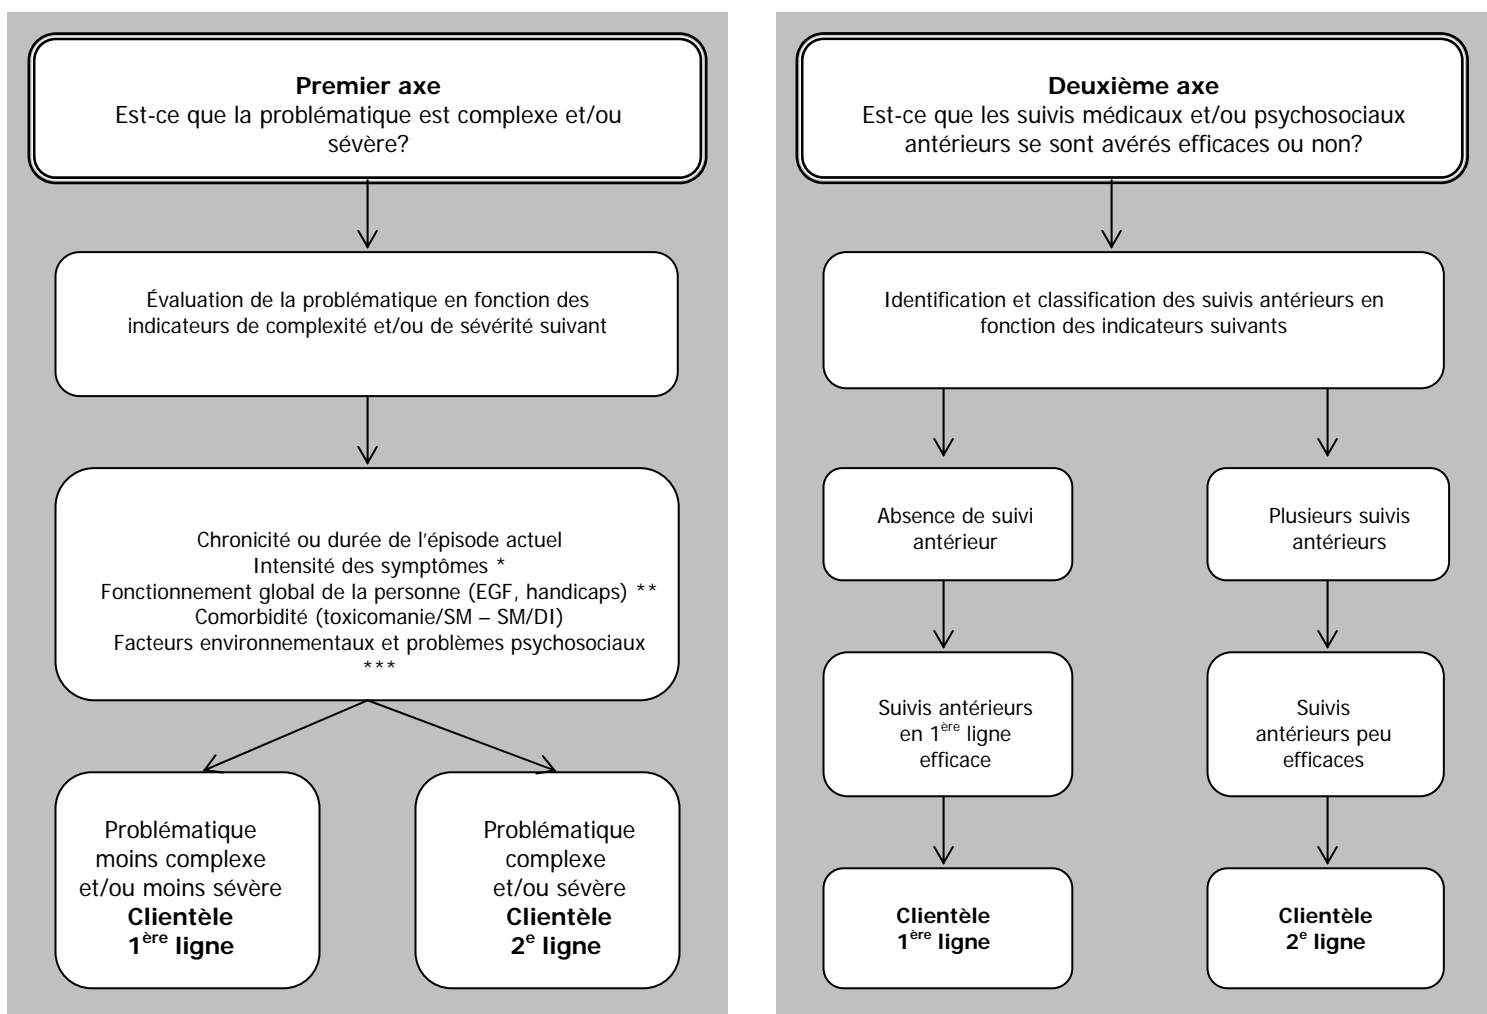 Premier axe
Est-ce que la problématique est complexe et/ou
sévère?
Évaluation de la problématique en fonction des
indicateurs de complexité et/ou de sévérité suivant
Chronicité ou durée de l'épisode actuel
Intensité des symptômes *
Fonctionnement global de la personne (EGF, handicaps) **
Comorbidité (toxicomanie/SM – SM/DI)
Facteurs environnementaux et problèmes psychosociaux
***
Problématique
moins complexe
et/ou moins sévère
Clientèle
1ère ligne
Problématique
complexe
et/ou sévère
Clientèle
2e ligne
Deuxième axe
Est-ce que les suivis médicaux et/ou psychosociaux
antérieurs se sont avérés efficaces ou non?
Identification et classification des suivis antérieurs en
fonction des indicateurs suivants
Absence de suivi
antérieur
Suivis antérieurs
en 1ère ligne
efficace
Clientèle
1ère ligne
Plusieurs suivis
antérieurs
Suivis
antérieurs peu
efficaces
Clientèle
2e ligne